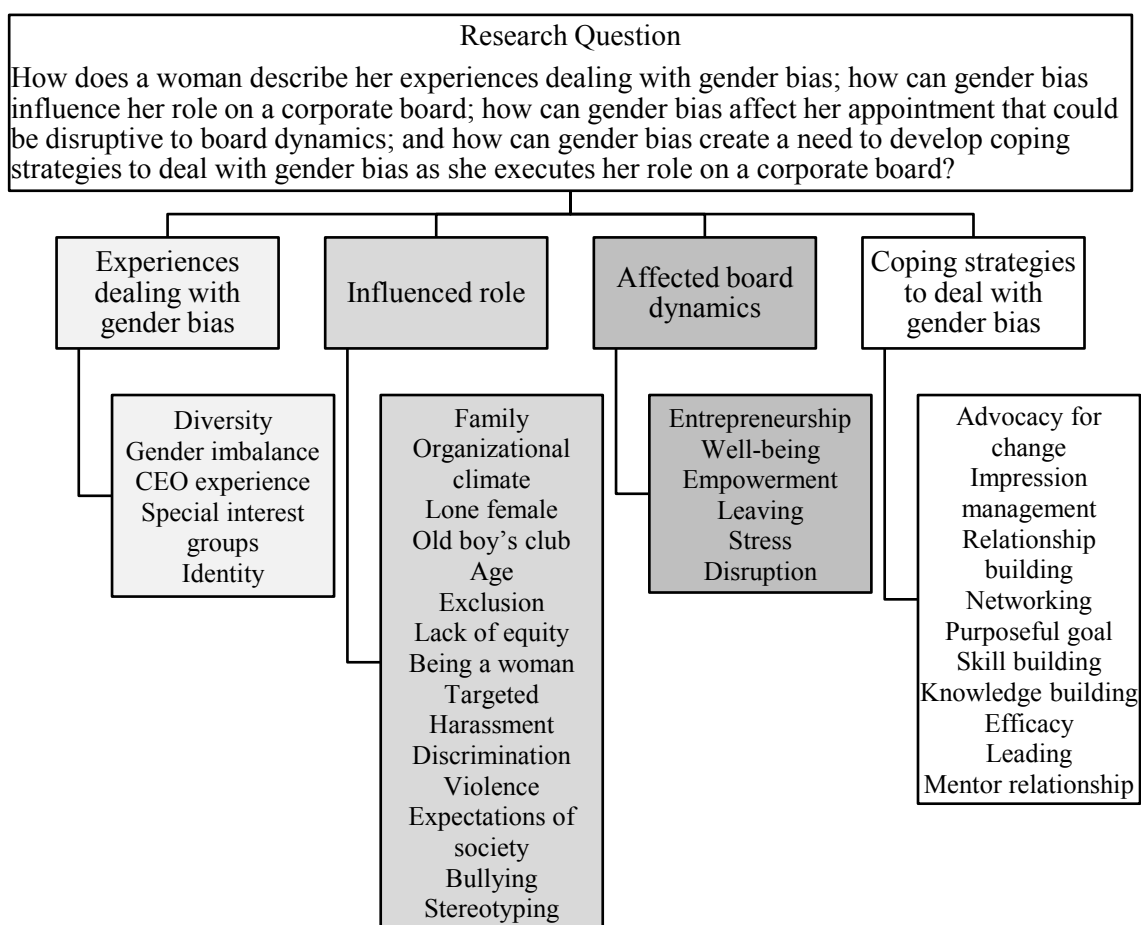 Research Question
How does a woman describe her experiences dealing with gender bias; how can gender bias
influence her role on a corporate board; how can gender bias affect her appointment that could
be disruptive to board dynamics; and how can gender bias create a need to develop coping
strategies to deal with gender bias as she executes her role on a corporate board?
Experiences
dealing with
gender bias
Influenced role
Affected board
dynamics
Coping strategies
to deal with
gender bias
Diversity
Gender imbalance
CEO experience
Special interest
groups
Identity
Family
Organizational
climate
Lone female
Old boy’s club
Age
Exclusion
Lack of equity
Being a woman
Targeted
Harassment
Discrimination
Violence
Expectations of
society
Bullying
Stereotyping
Entrepreneurship
Well-being
Empowerment
Leaving
Stress
Disruption
Advocacy for
change
Impression
management
Relationship
building
Networking
Purposeful goal
Skill building
Knowledge building
Efficacy
Leading
Mentor relationship